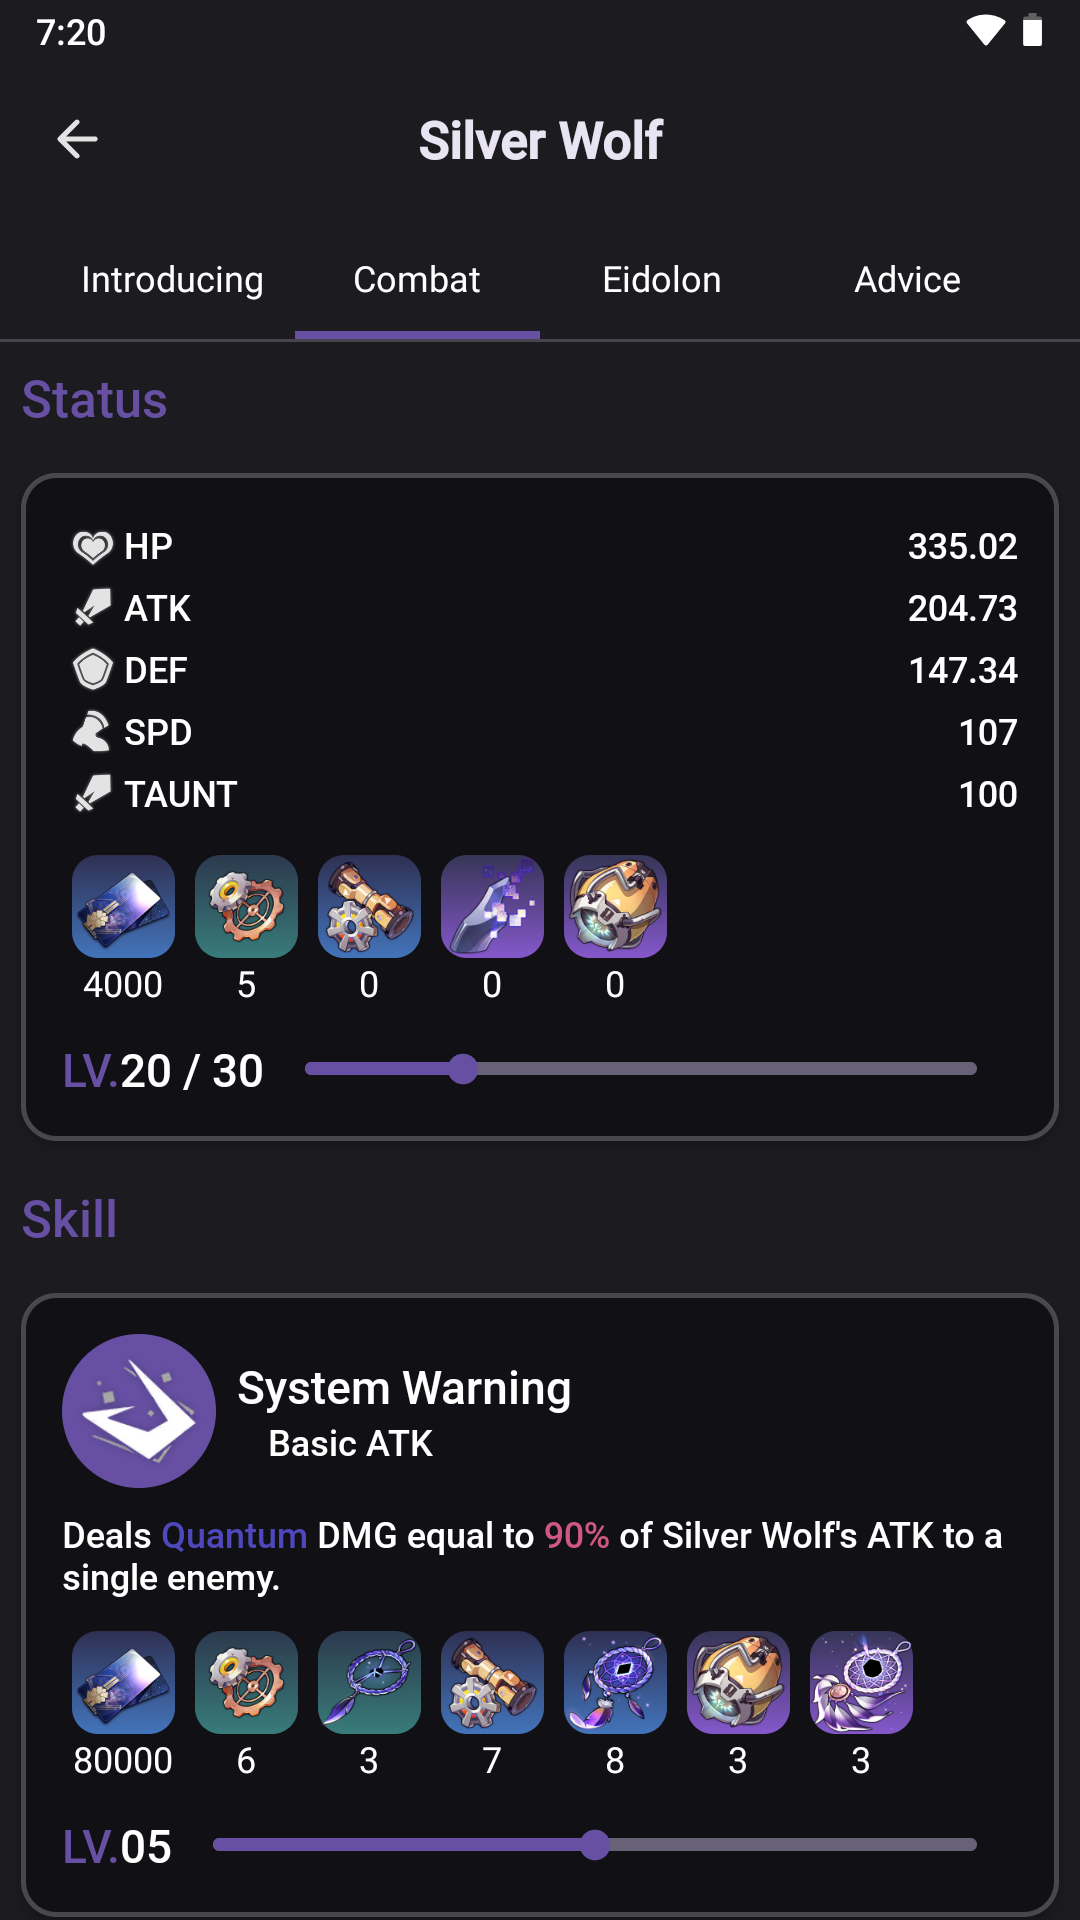 7:20
Silver Wolf
Introducing Combat Eidolon Advice
Status
HP 335.02
ATK 204.73
DEF 147.34
SPD 107
TAUNT 100
4000 5 0 0 0
LV.20 / 30
Skill
System Warning
Basic ATK
Deals Quantum DMG equal to 90% of Silver Wolf's ATK to a
single enemy.
80000 6 3 7 8 3 3
LV.05